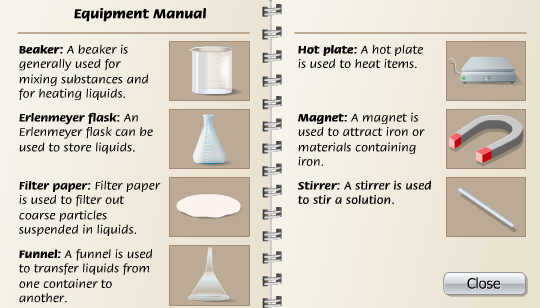 Equipment Manual
Beaker: A beaker is
generally used for
mixing substances and
for heating liquids.
Erlenmeyer flask: An
Erlenmeyer flask can be
used to store liquids.
Filter paper: Filter paper
is used to filter out
coarse particles
suspended in liquids.
Funnel: A funnel is used
to transfer liquids from
one container to
another.
Hot plate: A hot plate
is used to heat items.
Magnet: A magnet is
used to attract iron or
materials containing
iron.
Stirrer: A stirrer is used
to stir a solution.
Close